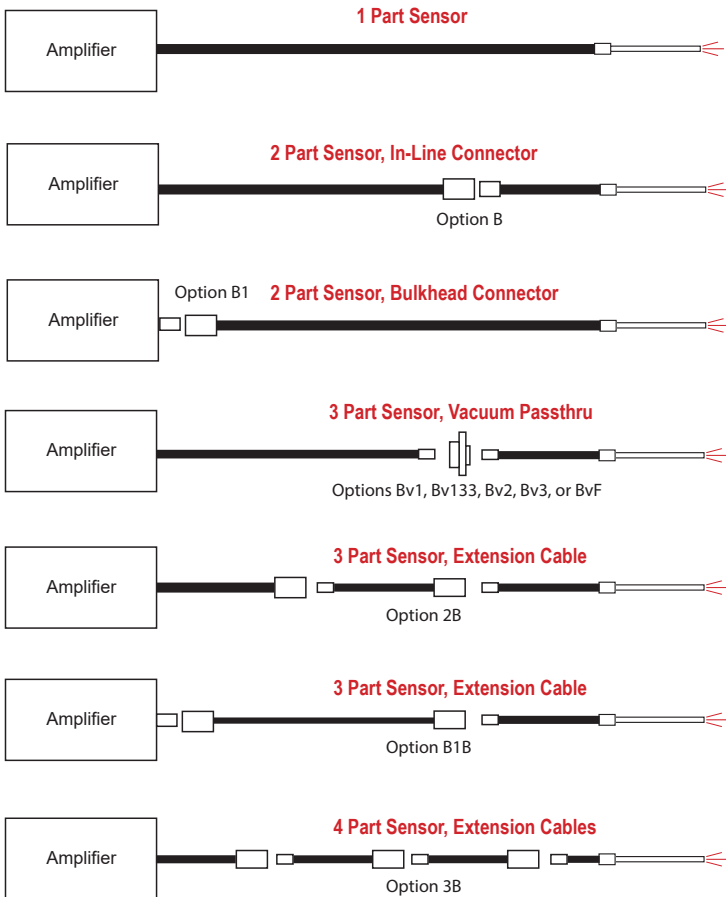 1 Part Sensor
Amplifier
2 Part Sensor, In-Line Connector
Amplifier
Option B
Option B1
2 Part Sensor, Bulkhead Connector
Amplifier
3 Part Sensor, Vacuum Passthru
Amplifier
Options Bv1, Bv133, Bv2, Bv3, or BvF
3 Part Sensor, Extension Cable
Amplifier
Option 2B
3 Part Sensor, Extension Cable
Amplifier
Option B1B
4 Part Sensor, Extension Cables
Amplifier
Option 3B